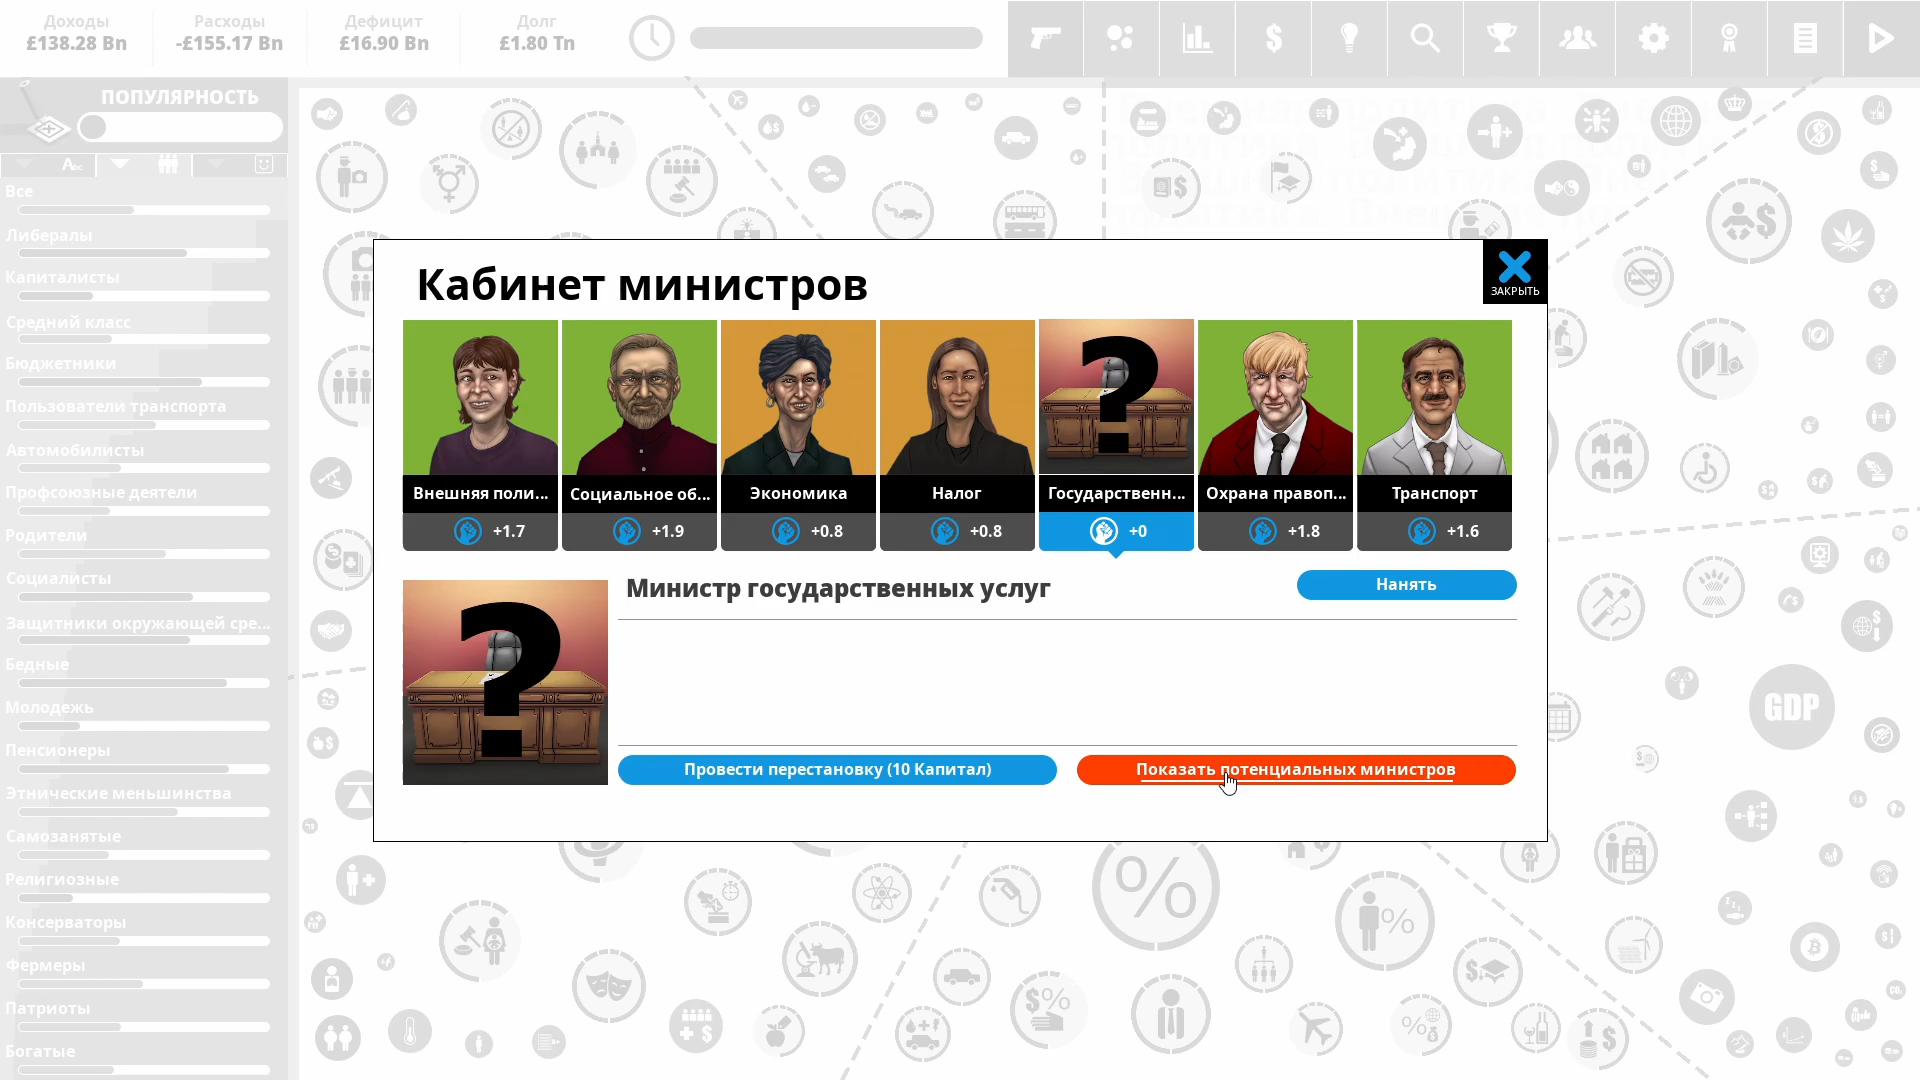 Доходы
£138.28 Bn
Расходы
-£155.17 Bn
Дефицит
£16.90 Bn
Долг
£1.80 Tn
ПОПУЛЯРНОСТЬ
Все
Либералы
Капиталисты
Средний класс
Бюджетники
Пользователи транспорта
Автомобилисты
Профсоюзные деятели
Родители
Социалисты
Защитники окружающей сре...
Бедные
Молодежь
Пенсионеры
Этнические меньшинства
Самозанятые
Религиозные
Консерваторы
Фермеры
Патриоты
Богатые
Кабинет министров
ЗАКРЫТЬ
Внешняя поли...
Социальное об...
Экономика
Налог
Государственн...
Охрана правоп...
Транспорт
+1.7
+1.9
+0.8
+0.8
+0
+1.8
+1.6
Министр государственных услуг
Нанять
Провести перестановку (10 Капитал)
Показать потенциальных министров
GDP